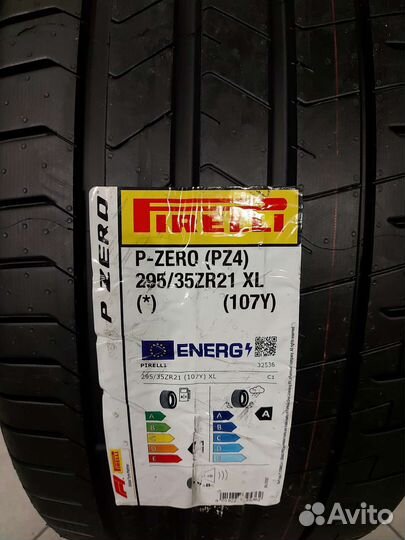 PIRELLI
P ZERO
P-ZERO (PZ4)
295/35ZR21 XL
(*) (107Y)
ENERG
PIRELLI 32536
295/35ZR21 (107Y) XL C1
A A
B
C
D
E
A
B
C
D
E
Avito